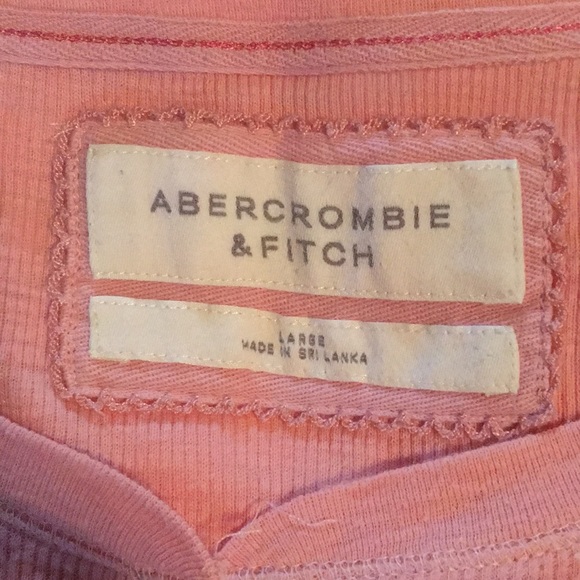 ABERCROMBIE
& FITCH
LARGE
MADE IN SRI LANKA